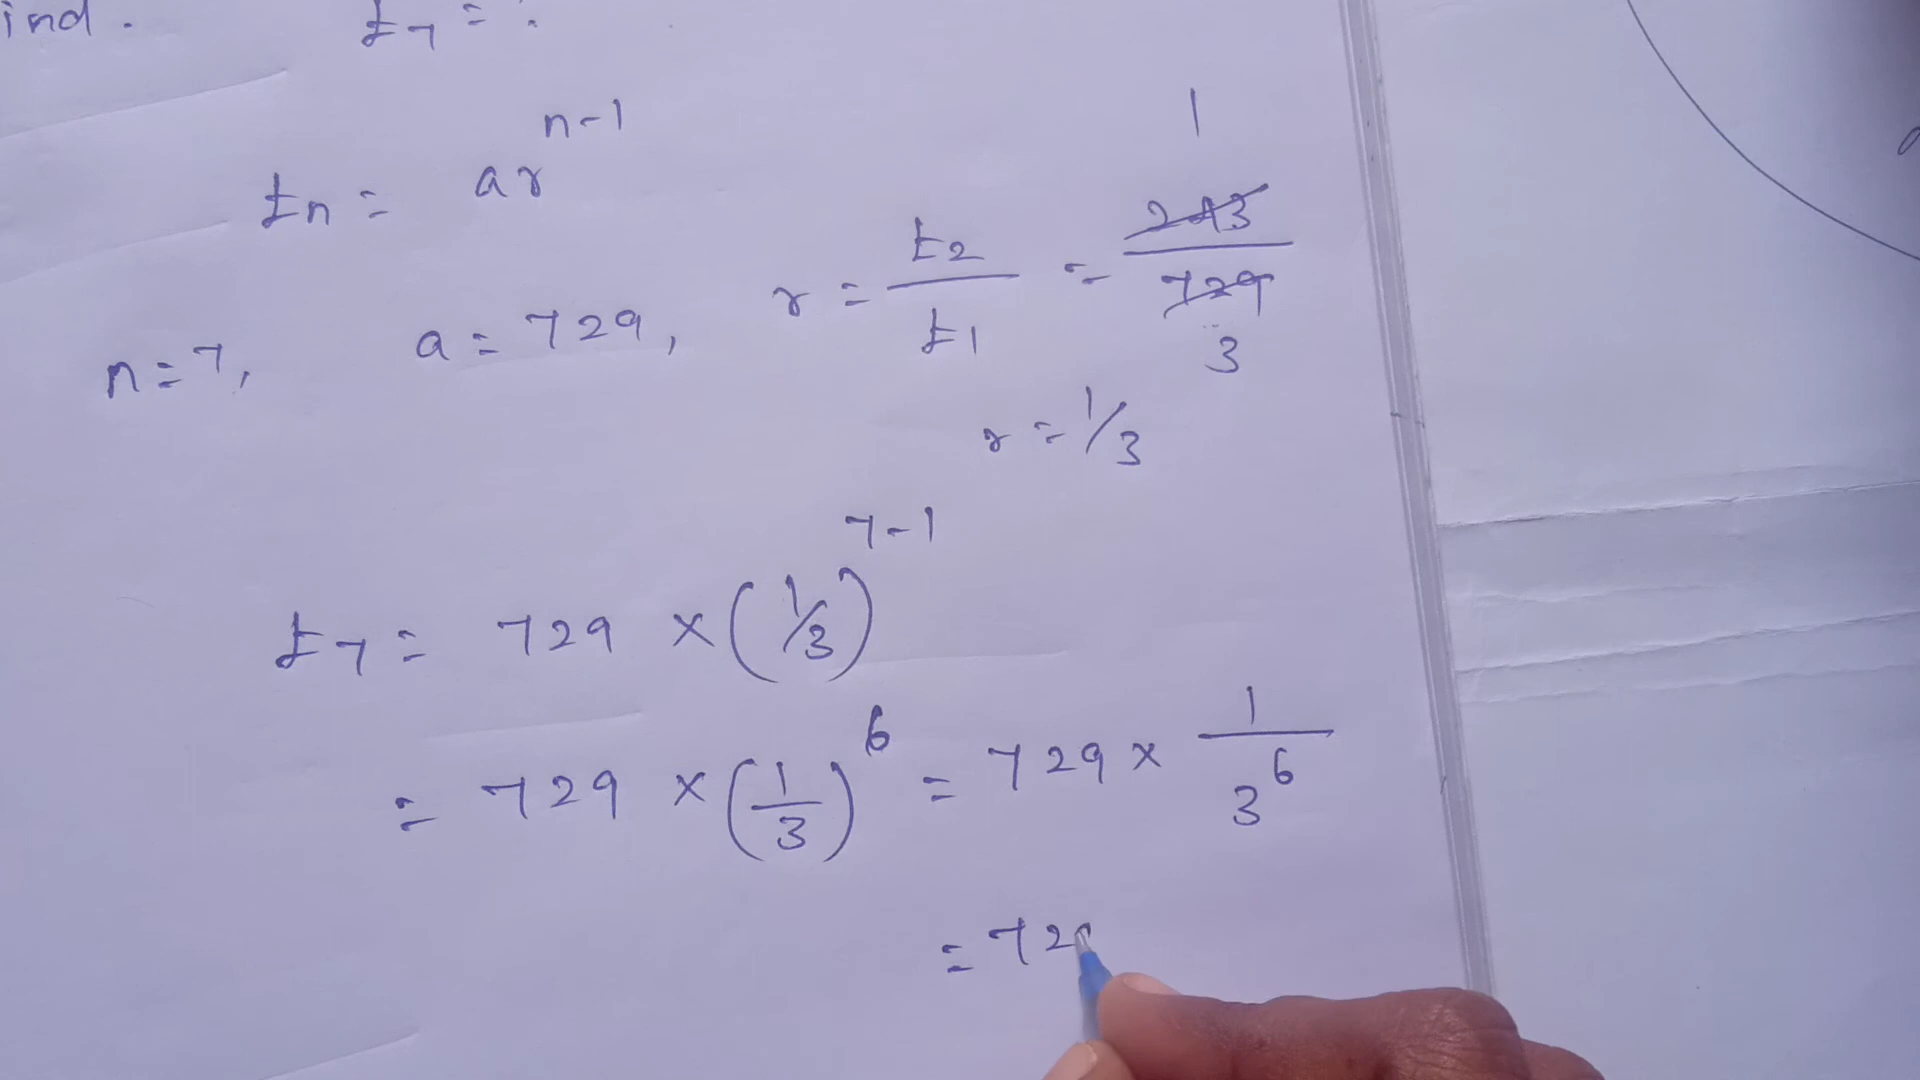 ind. t₇ = ?
tn = ar^(n-1)
n = 7, a = 729, r = t₂/t₁ = 243/729 = 1/3
r = 1/3
t₇ = 729 × (1/3)^(7-1)
= 729 × (1/3)^6 = 729 × 1/3^6
= 729